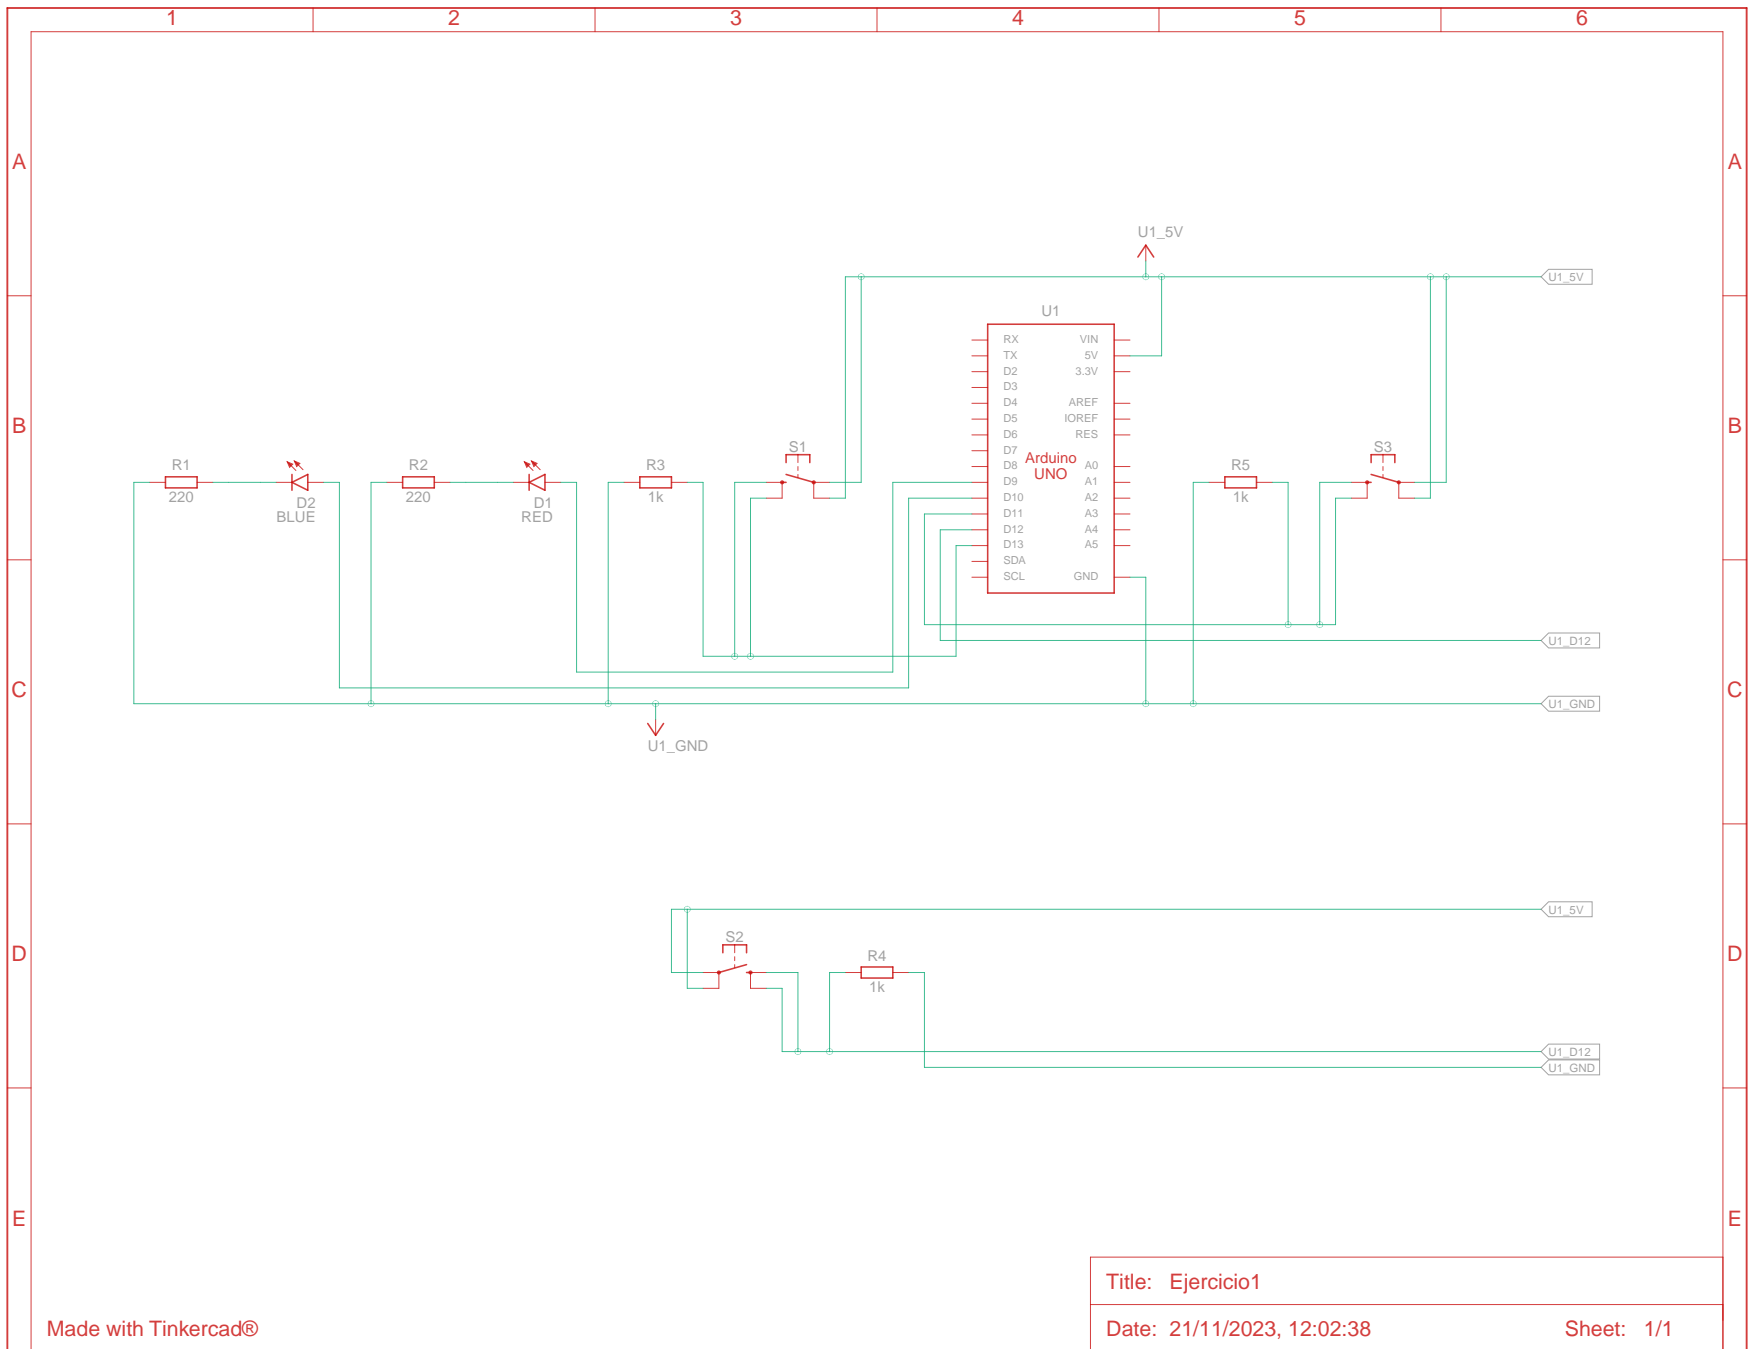 1 2 3 4 5 6
A A
U1_5V
U1_5V
U1
RX VIN
TX 5V
D2 3.3V
D3
D4 AREF
D5 IOREF
B B
D6 RES
S1 S3
D7
Arduino
R1 R2 R3 D8 A0 R5
UNO
D9 A1
220 D2 220 D1 1k D10 A2 1k
BLUE RED D11 A3
D12 A4
D13 A5
SDA
SCL GND
U1_D12
C C
U1_GND
U1_GND
U1_5V
S2
D D
R4
1k
U1_D12
U1_GND
E E
Title: Ejercicio1
Made with Tinkercad®
Date: 21/11/2023, 12:02:38 Sheet: 1/1